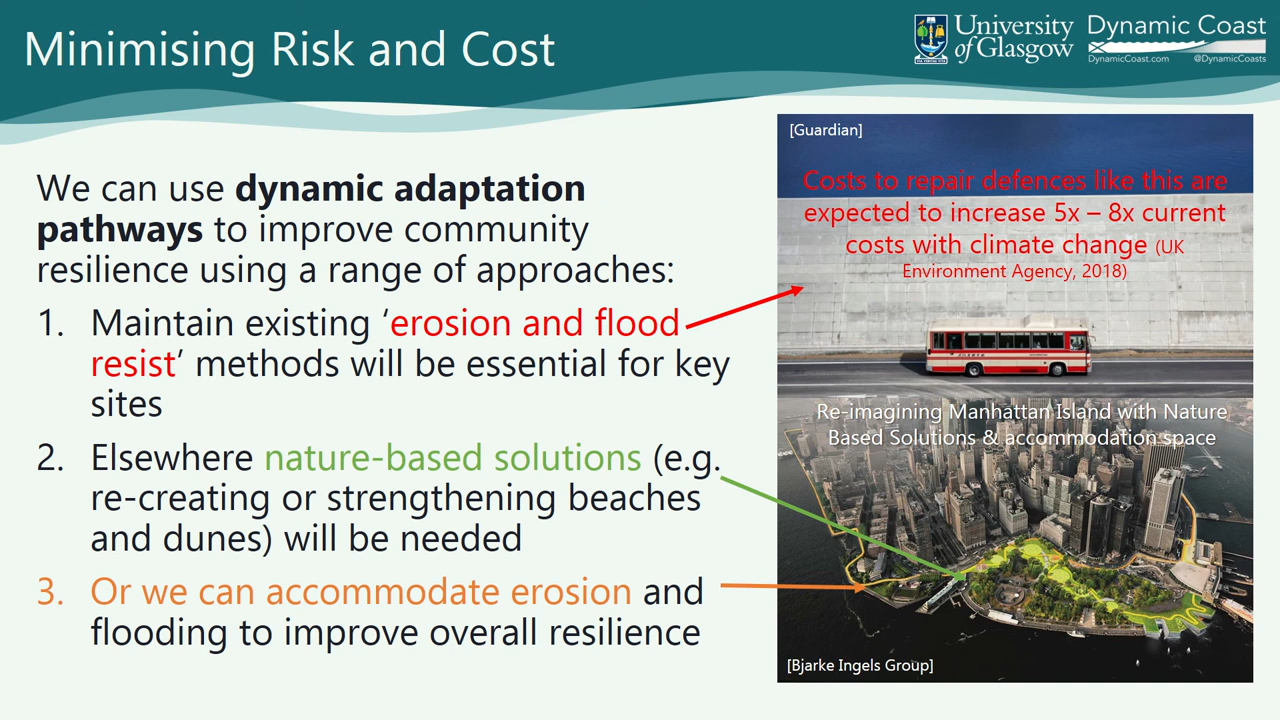 Minimising Risk and Cost
University
of Glasgow
Dynamic Coast
DynamicCoast.com
@DynamicCoasts
We can use dynamic adaptation
pathways to improve community
resilience using a range of approaches:
1. Maintain existing ‘erosion and flood
resist’ methods will be essential for key
sites
2. Elsewhere nature-based solutions (e.g.
re-creating or strengthening beaches
and dunes) will be needed
3. Or we can accommodate erosion and
flooding to improve overall resilience
[Guardian]
Costs to repair defences like this are
expected to increase 5x – 8x current
costs with climate change (UK
Environment Agency, 2018)
Re-imagining Manhattan Island with Nature
Based Solutions & accommodation space
[Bjarke Ingels Group]